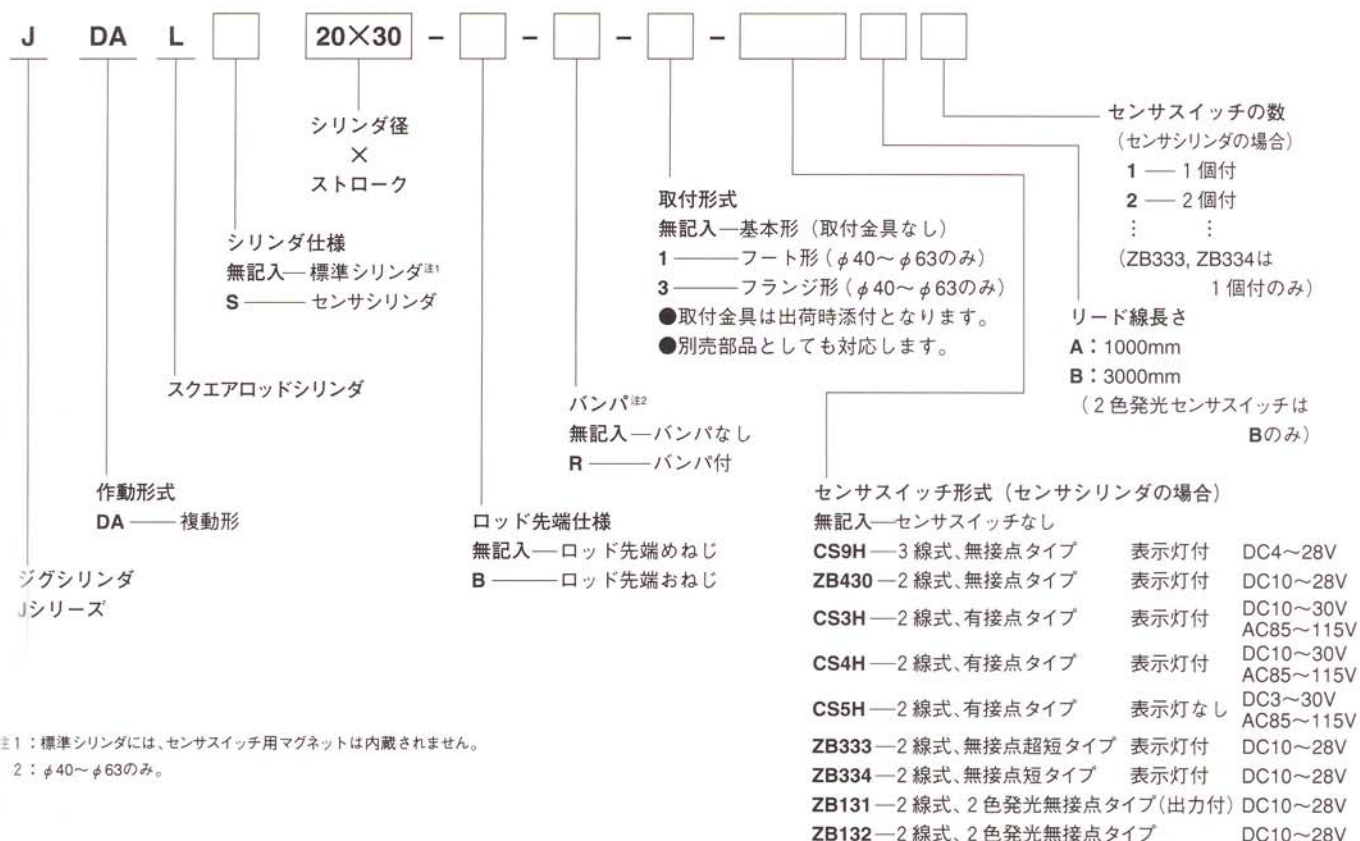 J DA L 20×30 - - - -
センサスイッチの数
(センサシリンダの場合)
1 ── 1個付
2 ── 2個付
⋮ ⋮
(ZB333, ZB334は
1個付のみ)
シリンダ径
×
ストローク
取付形式
無記入─基本形(取付金具なし)
1 ───フート形(φ40～φ63のみ)
3 ───フランジ形(φ40～φ63のみ)
●取付金具は出荷時添付となります。
●別売部品としても対応します。
シリンダ仕様
無記入─標準シリンダ注1
S ─── センサシリンダ
リード線長さ
A：1000mm
B：3000mm
(2色発光センサスイッチは
Bのみ)
スクエアロッドシリンダ
バンパ注2
無記入─バンパなし
R ───バンパ付
作動形式
DA ── 複動形
ロッド先端仕様
無記入─ロッド先端めねじ
B ───ロッド先端おねじ
ジグシリンダ
Jシリーズ
センサスイッチ形式(センサシリンダの場合)
無記入─センサスイッチなし
CS9H ─3線式、無接点タイプ 表示灯付 DC4～28V
ZB430 ─2線式、無接点タイプ 表示灯付 DC10～28V
CS3H ─2線式、有接点タイプ 表示灯付 DC10～30V
AC85～115V
CS4H ─2線式、有接点タイプ 表示灯付 DC10～30V
AC85～115V
CS5H ─2線式、有接点タイプ 表示灯なし DC3～30V
AC85～115V
ZB333 ─2線式、無接点超短タイプ 表示灯付 DC10～28V
ZB334 ─2線式、無接点短タイプ 表示灯付 DC10～28V
ZB131 ─2線式、2色発光無接点タイプ(出力付) DC10～28V
ZB132 ─2線式、2色発光無接点タイプ DC10～28V
注1：標準シリンダには、センサスイッチ用マグネットは内蔵されません。
2：φ40～φ63のみ。